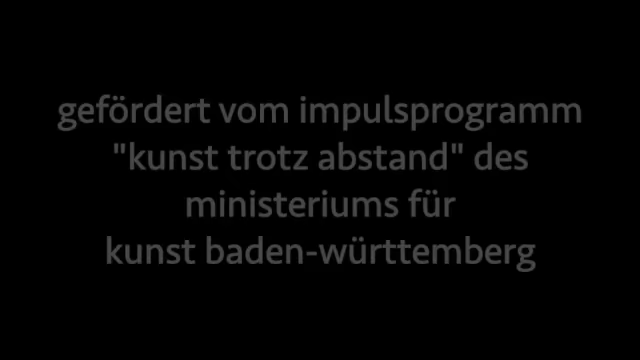 gefördert vom impulsprogramm
"kunst trotz abstand" des
ministeriums für
kunst baden-württemberg